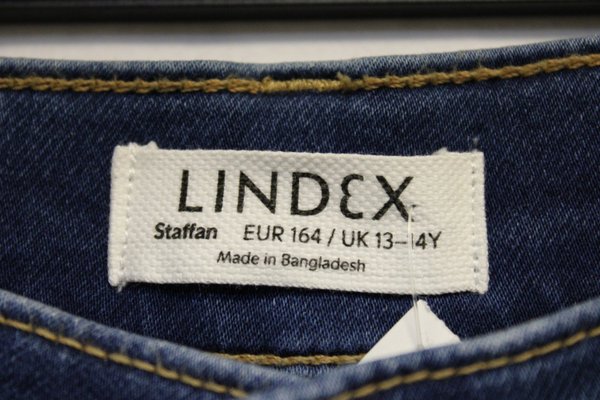 LINDEX
Staffan EUR 164 / UK 13–14Y
Made in Bangladesh